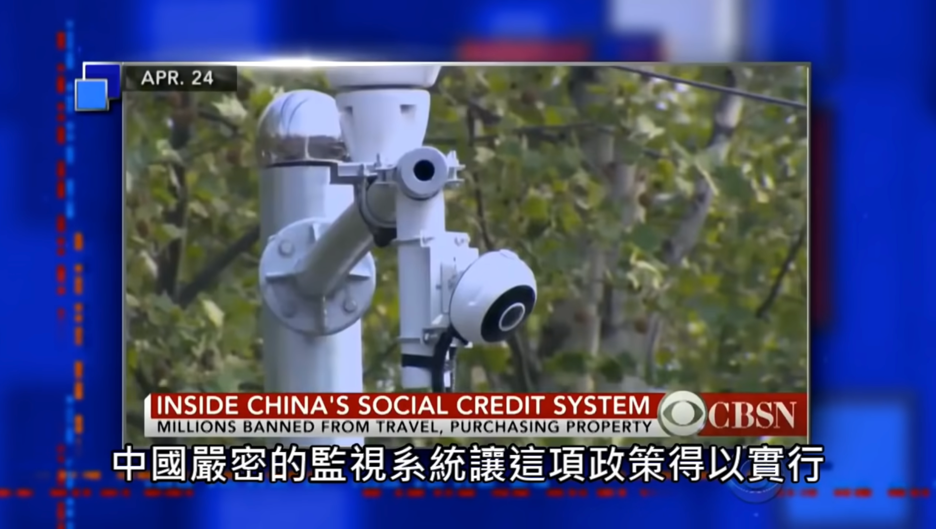 APR. 24
INSIDE CHINA'S SOCIAL CREDIT SYSTEM
MILLIONS BANNED FROM TRAVEL, PURCHASING PROPERTY
CBSN
中國嚴密的監視系統讓這項政策得以實行